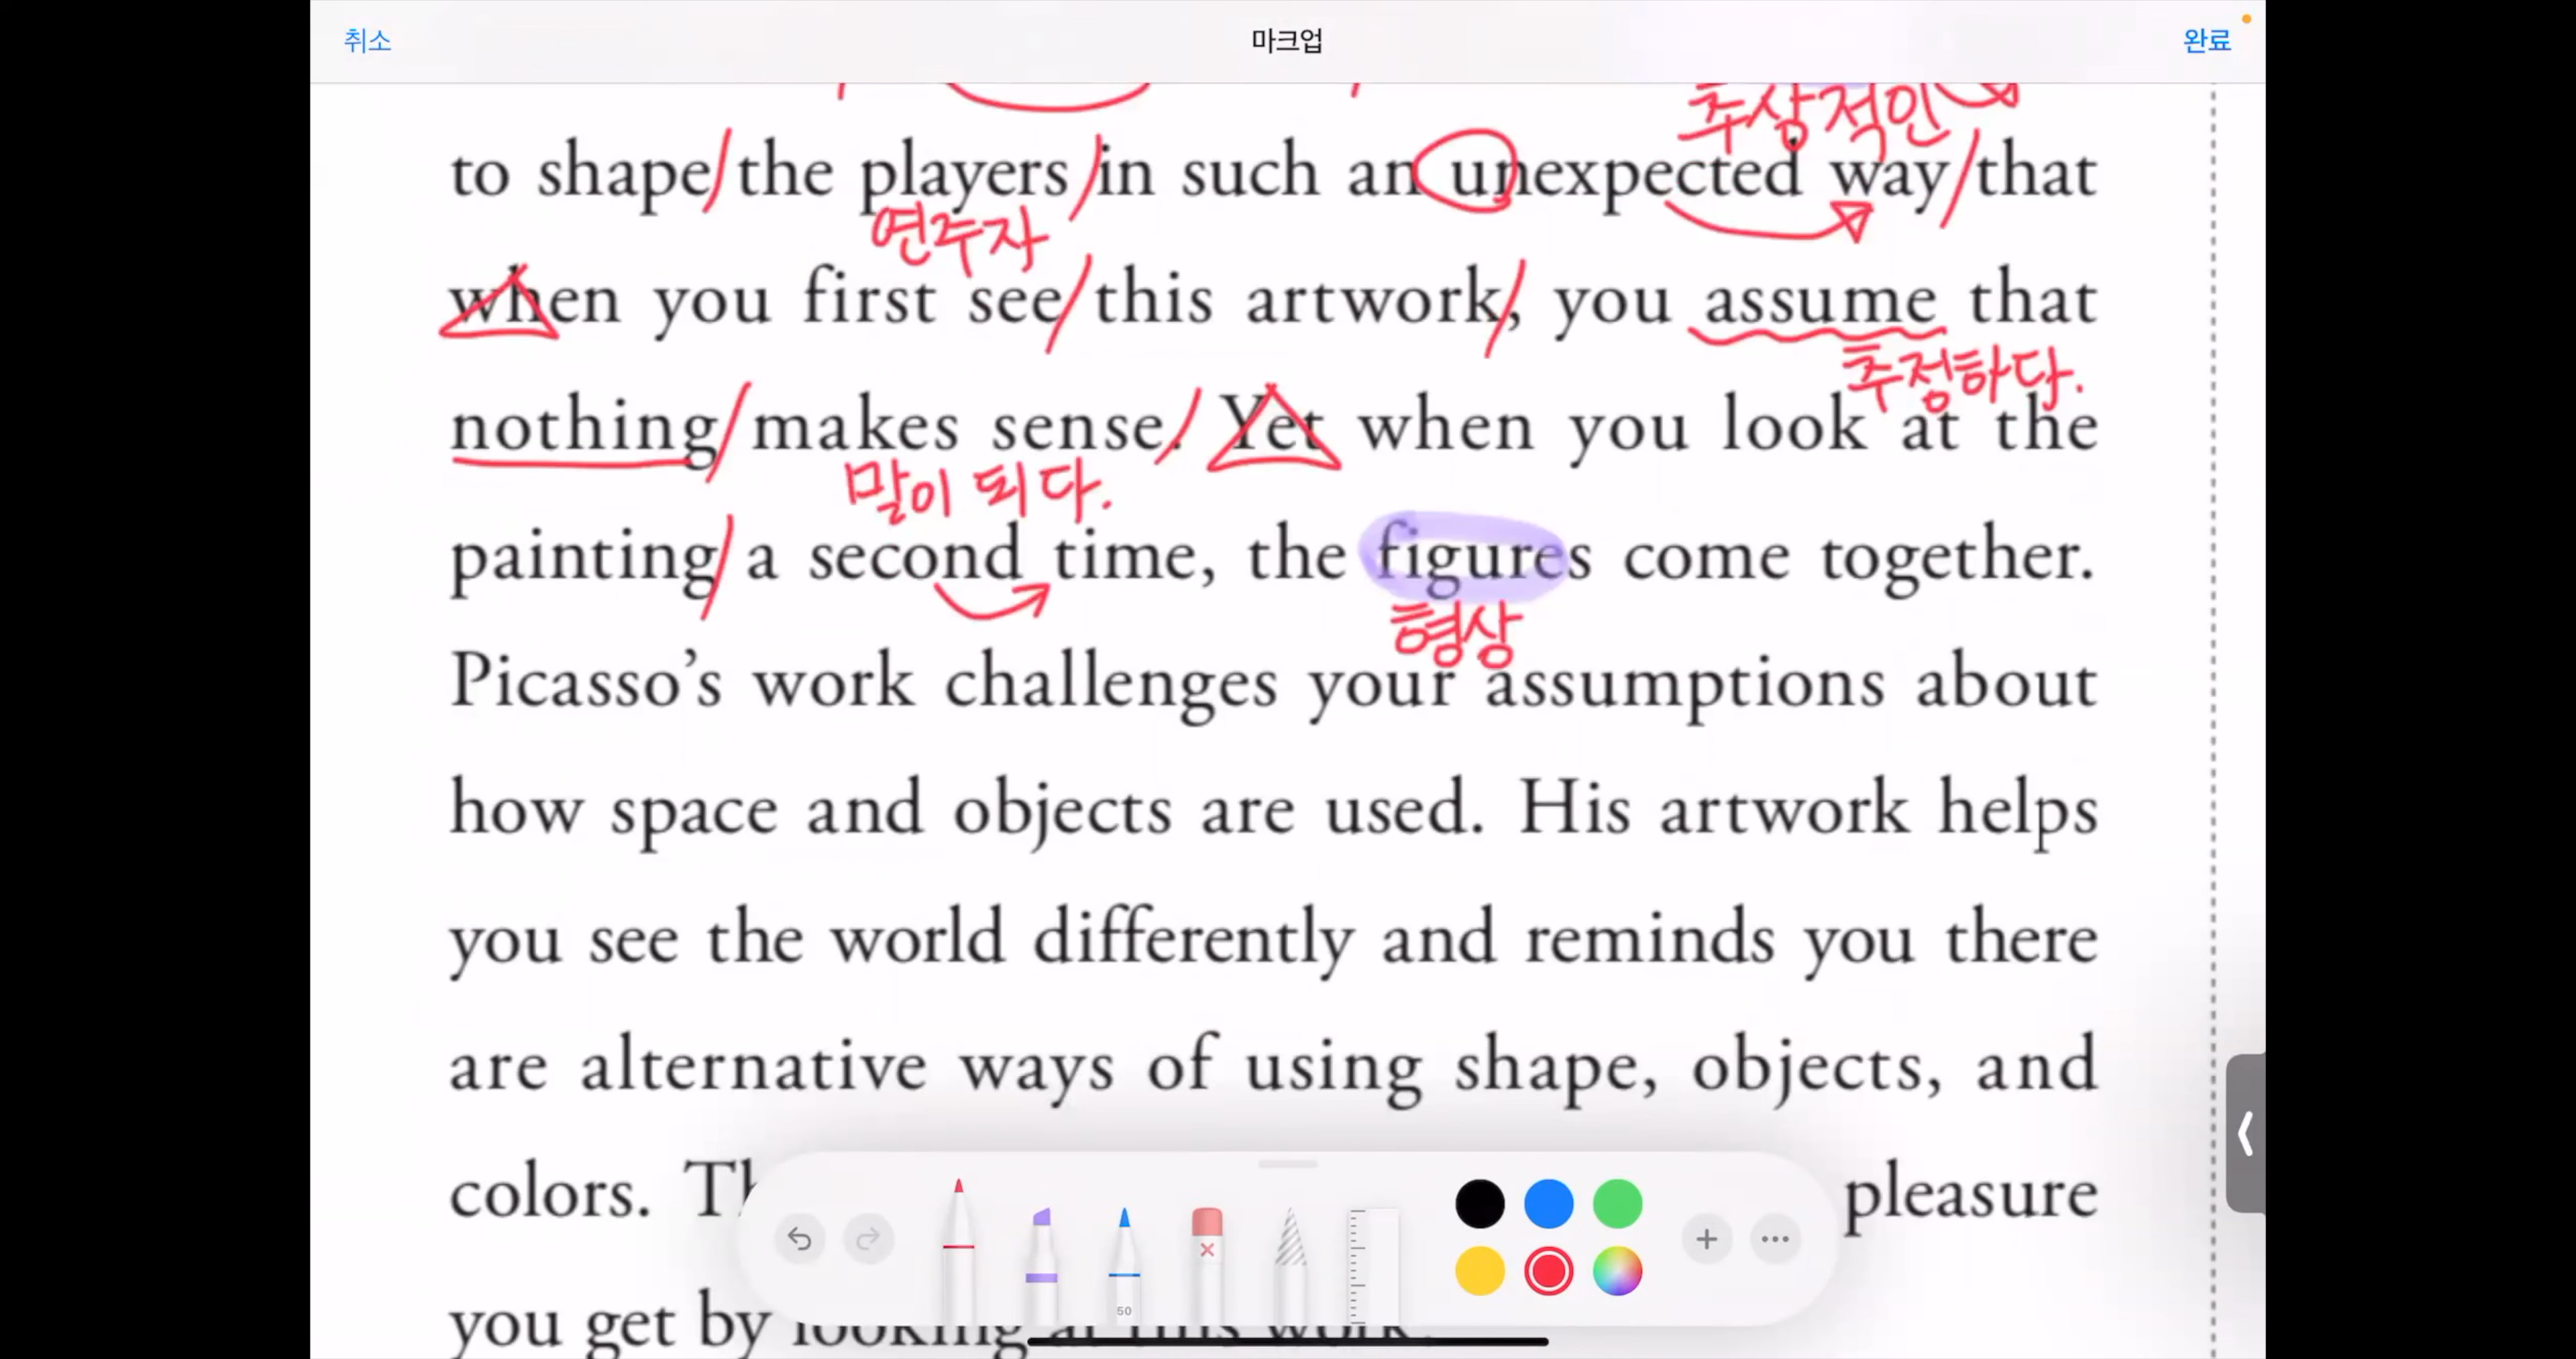 취소
마크업
완료
추상적인
to shape the players in such an unexpected way that
연주자
when you first see this artwork, you assume that
추정하다.
nothing makes sense. Yet when you look at the
말이 되다.
painting a second time, the figures come together.
형상
Picasso’s work challenges your assumptions about
how space and objects are used. His artwork helps
you see the world differently and reminds you there
are alternative ways of using shape, objects, and
colors. pleasure
you get by looking at this work.
50